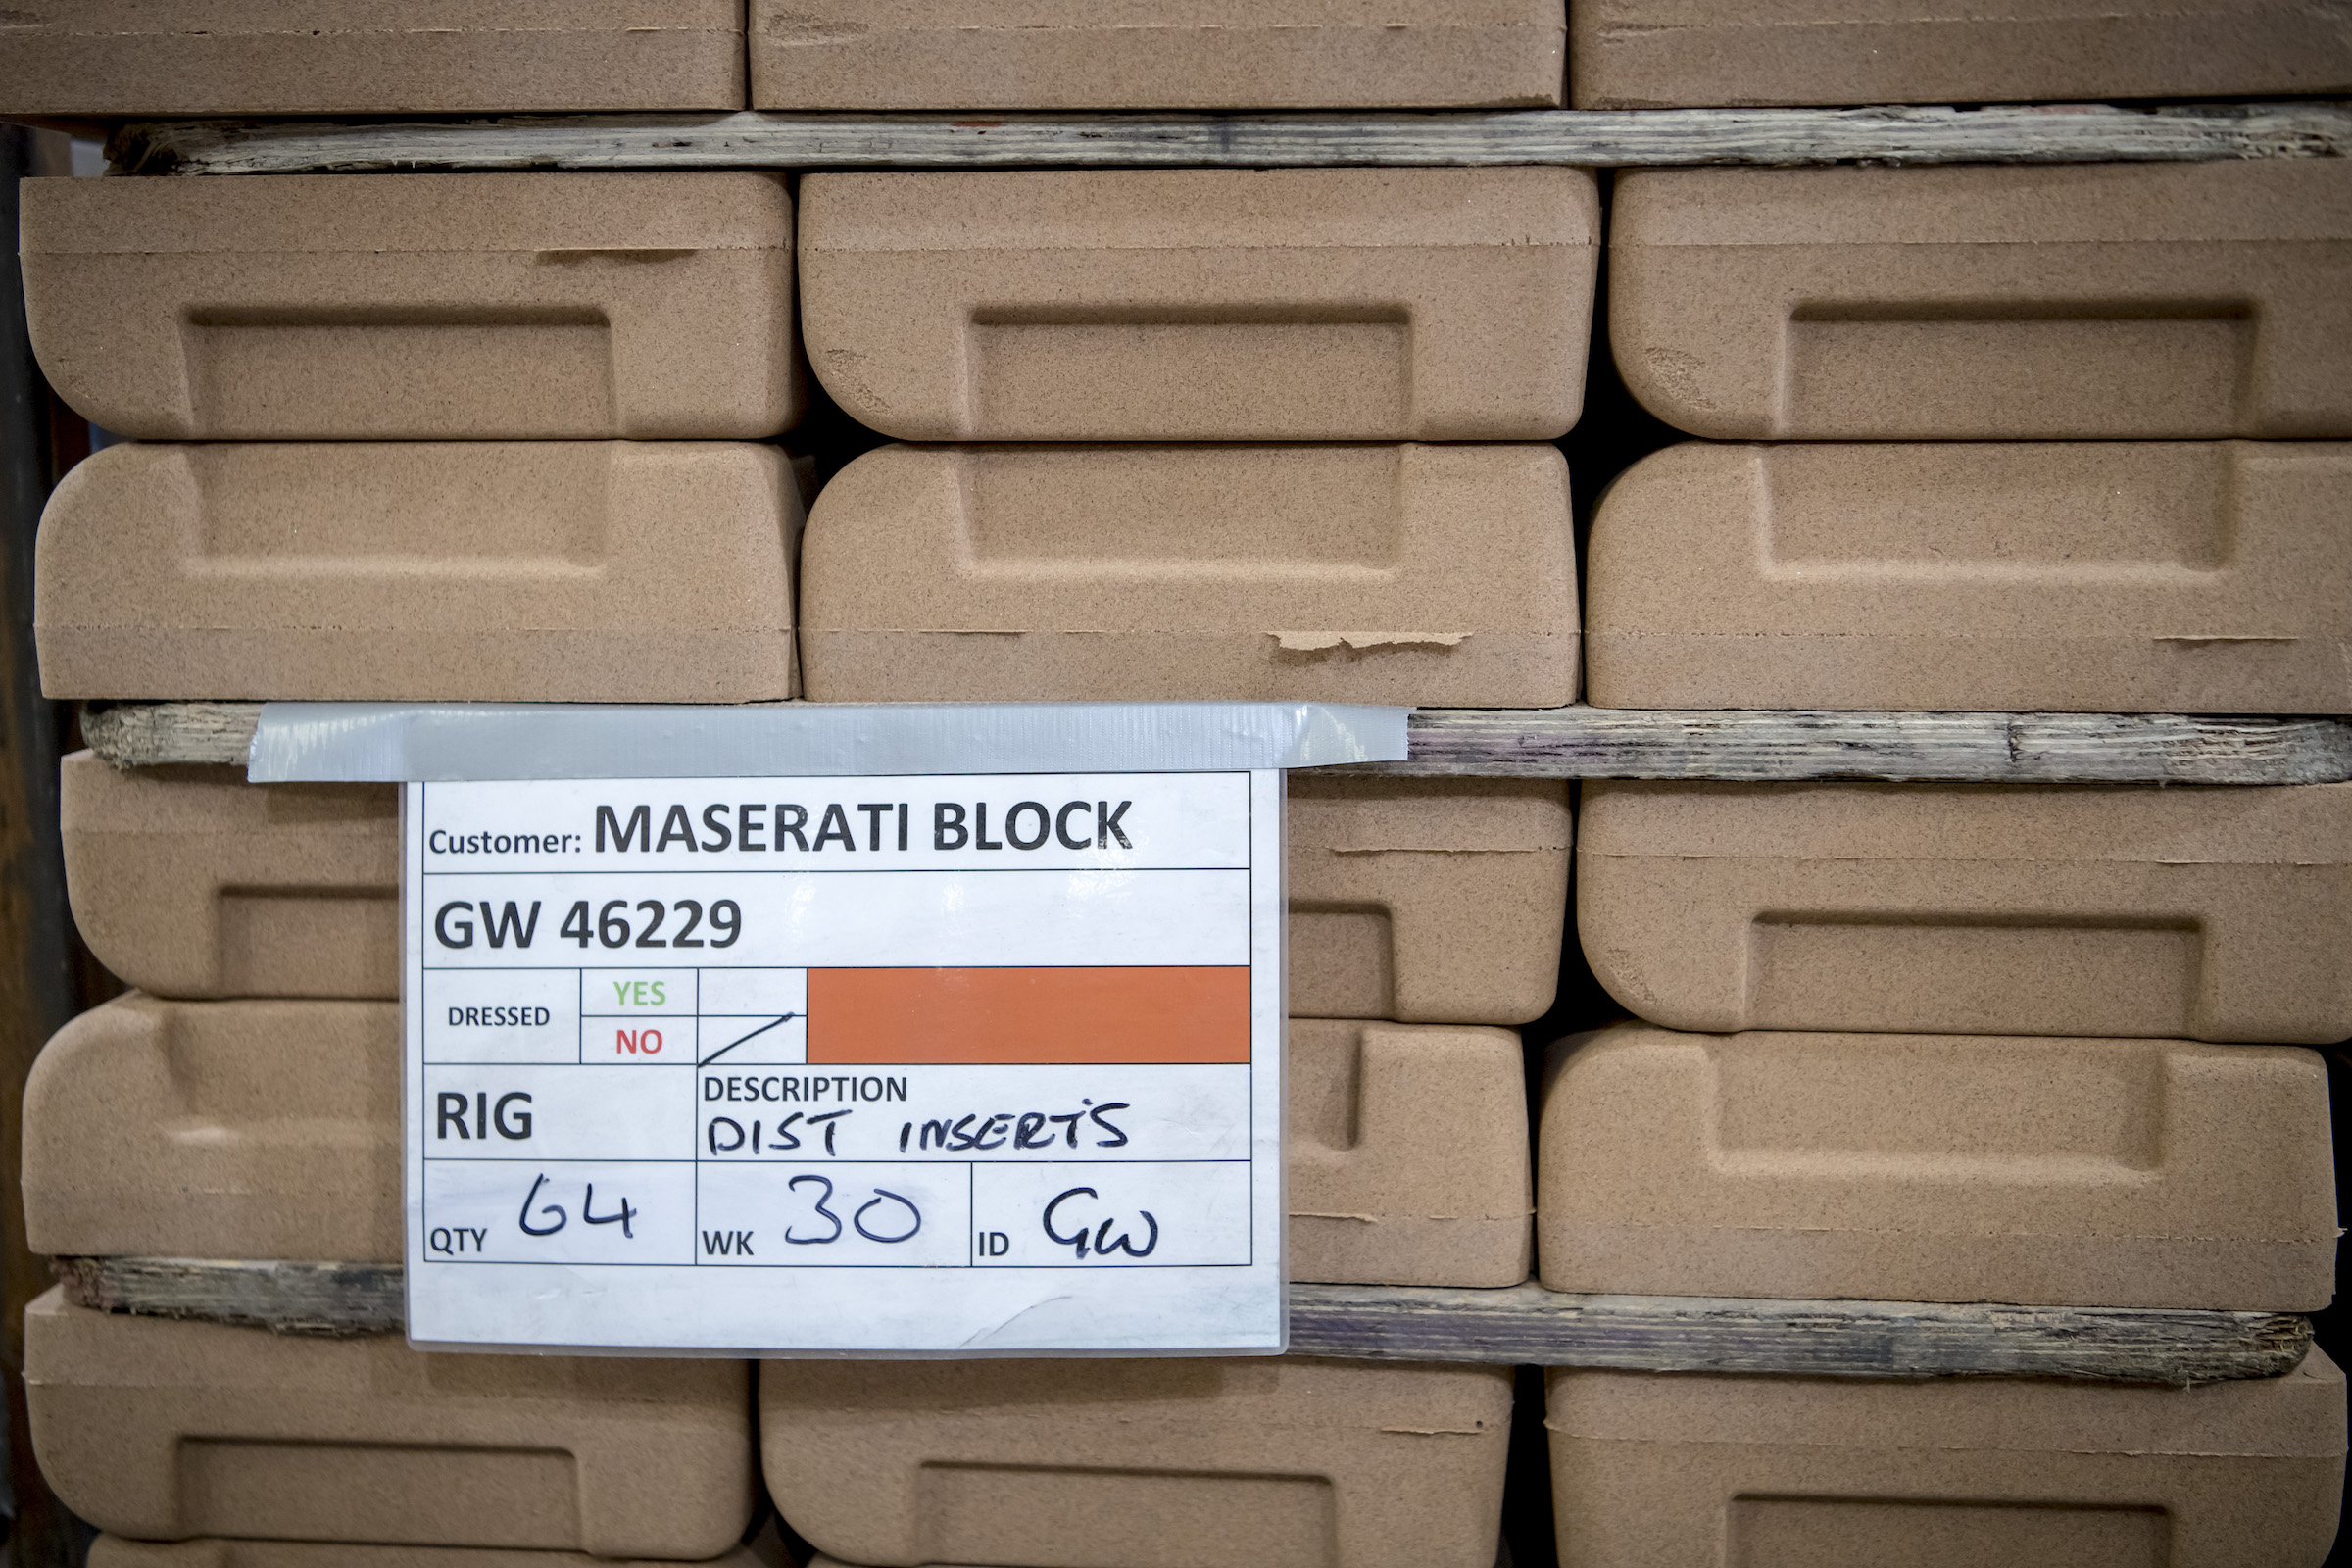 Customer: MASERATI BLOCK
GW 46229
DRESSED YES
NO
RIG DESCRIPTION
DIST INSERTS
QTY 64 WK 30 ID GW